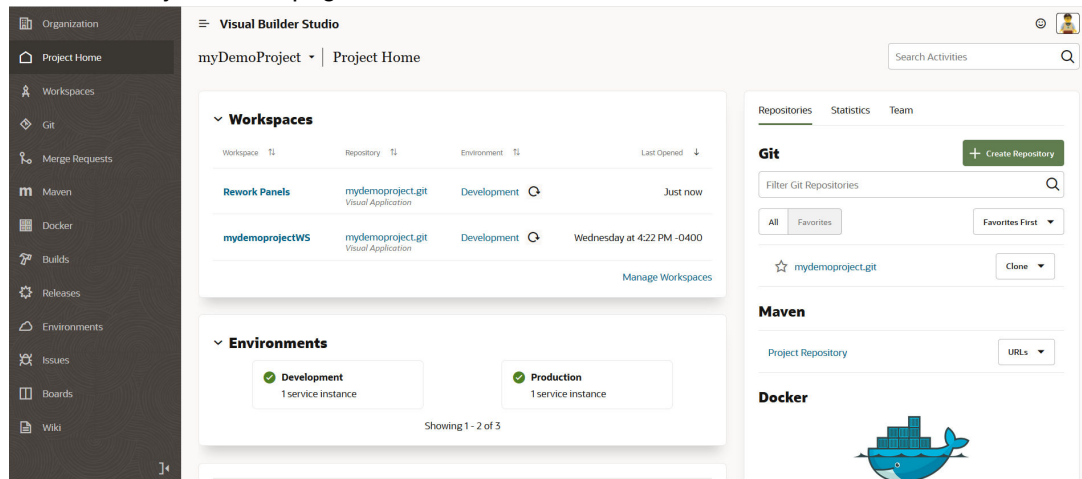 Organization
Project Home
Workspaces
Git
Merge Requests
Maven
Docker
Builds
Releases
Environments
Issues
Boards
Wiki
Visual Builder Studio
myDemoProject | Project Home
Search Activities
Workspaces
Workspace Repository Environment Last Opened
Rework Panels mydemoproject.git Development Just now
Visual Application
mydemoprojectWS mydemoproject.git Development Wednesday at 4:22 PM -0400
Visual Application
Manage Workspaces
Environments
Development
1 service instance
Production
1 service instance
Showing 1 - 2 of 3
Repositories Statistics Team
Git
+ Create Repository
Filter Git Repositories
All Favorites Favorites First
mydemoproject.git Clone
Maven
Project Repository URLs
Docker